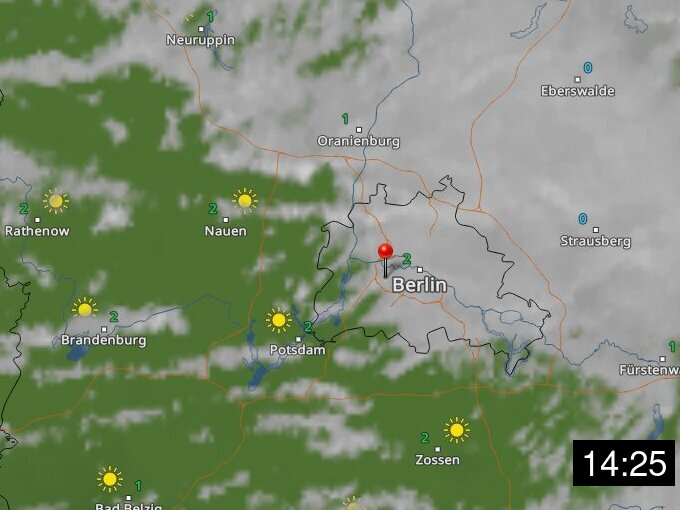 1
Neuruppin
0
Eberswalde
1
Oranienburg
2
Rathenow
2
Nauen
0
Strausberg
2
Berlin
2
Brandenburg
2
Potsdam
1
Fürstenwa
2
Zossen
14:25
1
Bad Belzig